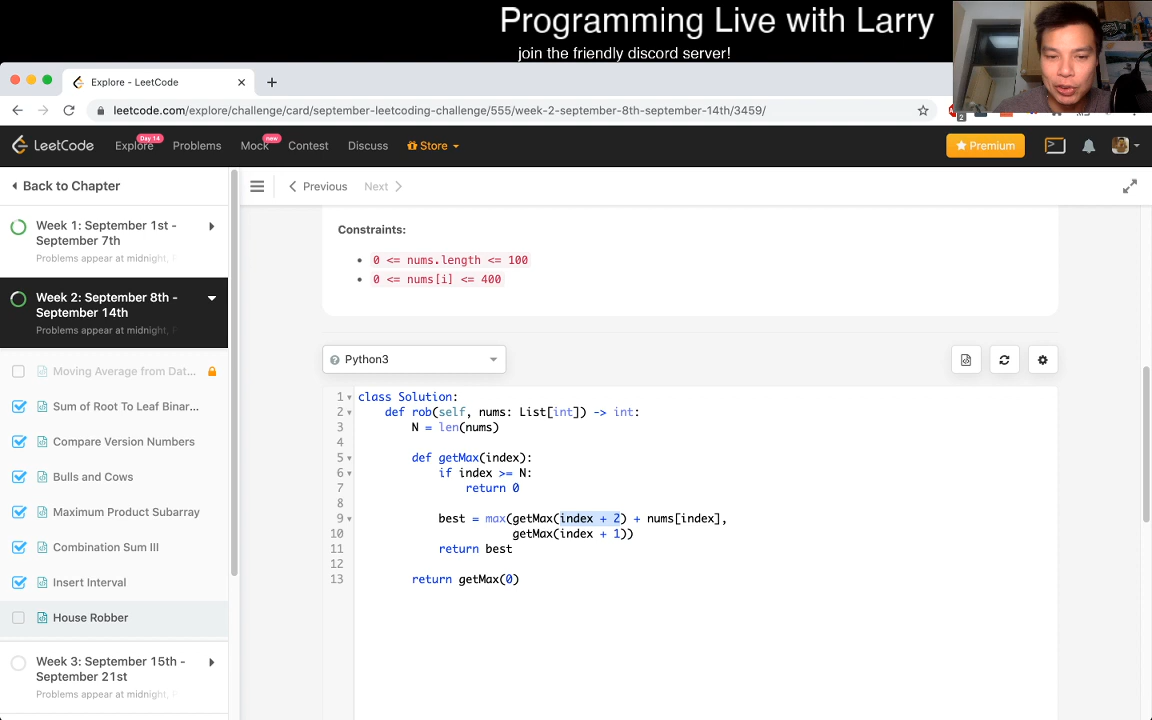 Programming Live with Larry
join the friendly discord server!
Explore - LeetCode
leetcode.com/explore/challenge/card/september-leetcoding-challenge/555/week-2-september-8th-september-14th/3459/
2
LeetCode
Explore
Day 14
Problems
Mock
new
Contest
Discuss
Store
Premium
Back to Chapter
Previous
Next
Week 1: September 1st -
September 7th
Problems appear at midnight,
Week 2: September 8th -
September 14th
Problems appear at midnight,
Moving Average from Dat...
Sum of Root To Leaf Binar...
Compare Version Numbers
Bulls and Cows
Maximum Product Subarray
Combination Sum III
Insert Interval
House Robber
Week 3: September 15th -
September 21st
Problems appear at midnight,
Constraints:
0 <= nums.length <= 100
0 <= nums[i] <= 400
Python3
1 class Solution:
2 def rob(self, nums: List[int]) -> int:
3 N = len(nums)
4
5 def getMax(index):
6 if index >= N:
7 return 0
8
9 best = max(getMax(index + 2) + nums[index],
10 getMax(index + 1))
11 return best
12
13 return getMax(0)